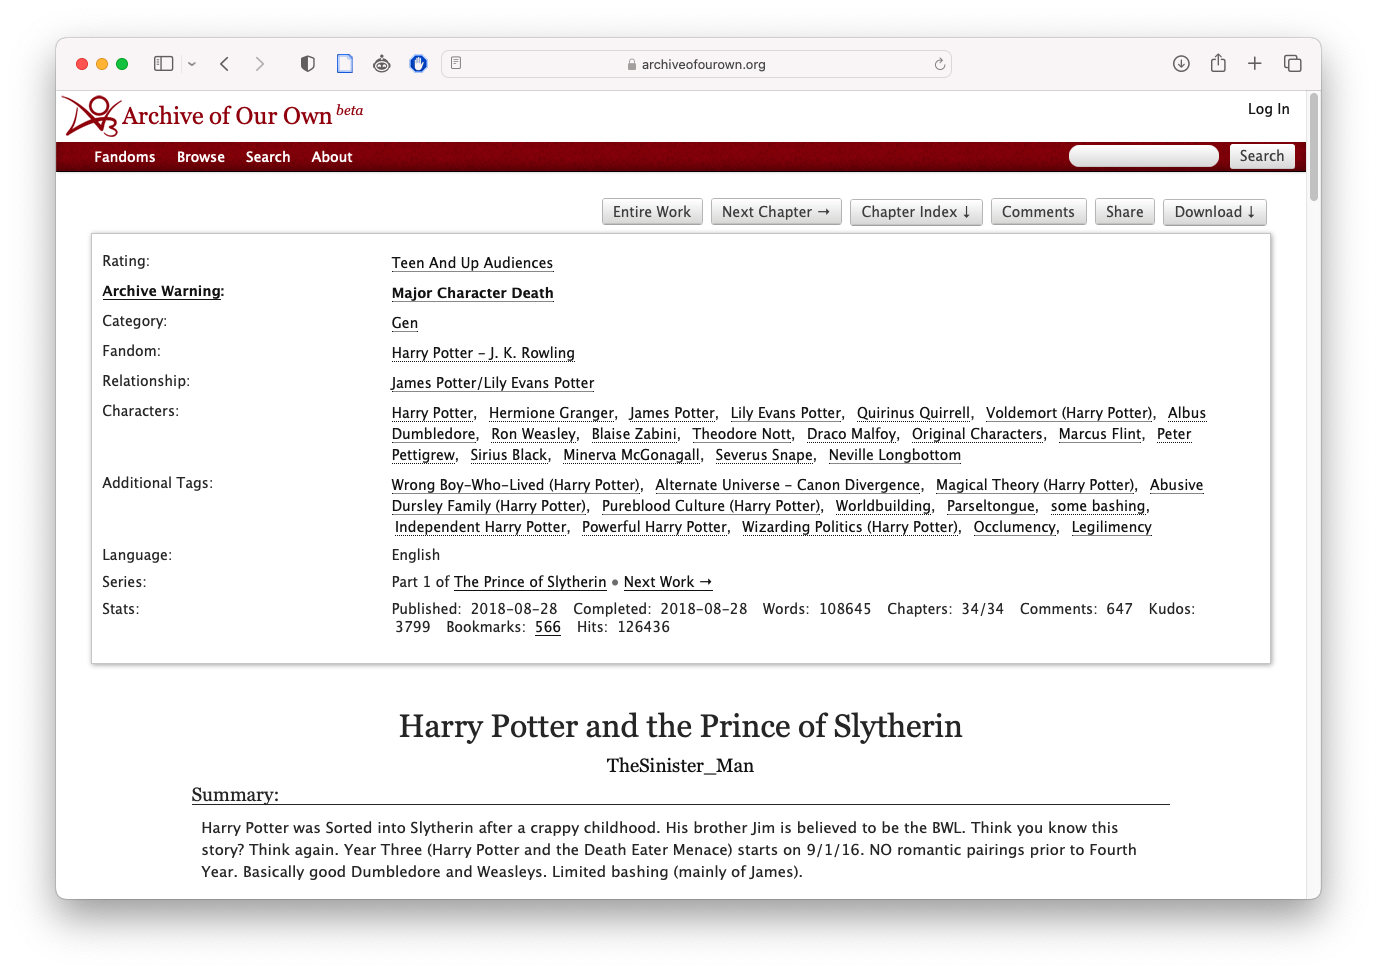 archiveofourown.org
Archive of Our Own beta
Log In
Fandoms Browse Search About Search
Entire Work Next Chapter → Chapter Index ↓ Comments Share Download ↓
Rating: Teen And Up Audiences
Archive Warning: Major Character Death
Category: Gen
Fandom: Harry Potter – J. K. Rowling
Relationship: James Potter/Lily Evans Potter
Characters: Harry Potter, Hermione Granger, James Potter, Lily Evans Potter, Quirinus Quirrell, Voldemort (Harry Potter), Albus
Dumbledore, Ron Weasley, Blaise Zabini, Theodore Nott, Draco Malfoy, Original Characters, Marcus Flint, Peter
Pettigrew, Sirius Black, Minerva McGonagall, Severus Snape, Neville Longbottom
Additional Tags: Wrong Boy-Who-Lived (Harry Potter), Alternate Universe – Canon Divergence, Magical Theory (Harry Potter), Abusive
Dursley Family (Harry Potter), Pureblood Culture (Harry Potter), Worldbuilding, Parseltongue, some bashing,
Independent Harry Potter, Powerful Harry Potter, Wizarding Politics (Harry Potter), Occlumency, Legilimency
Language: English
Series: Part 1 of The Prince of Slytherin • Next Work →
Stats: Published: 2018-08-28 Completed: 2018-08-28 Words: 108645 Chapters: 34/34 Comments: 647 Kudos:
3799 Bookmarks: 566 Hits: 126436
Harry Potter and the Prince of Slytherin
TheSinister_Man
Summary:
Harry Potter was Sorted into Slytherin after a crappy childhood. His brother Jim is believed to be the BWL. Think you know this
story? Think again. Year Three (Harry Potter and the Death Eater Menace) starts on 9/1/16. NO romantic pairings prior to Fourth
Year. Basically good Dumbledore and Weasleys. Limited bashing (mainly of James).